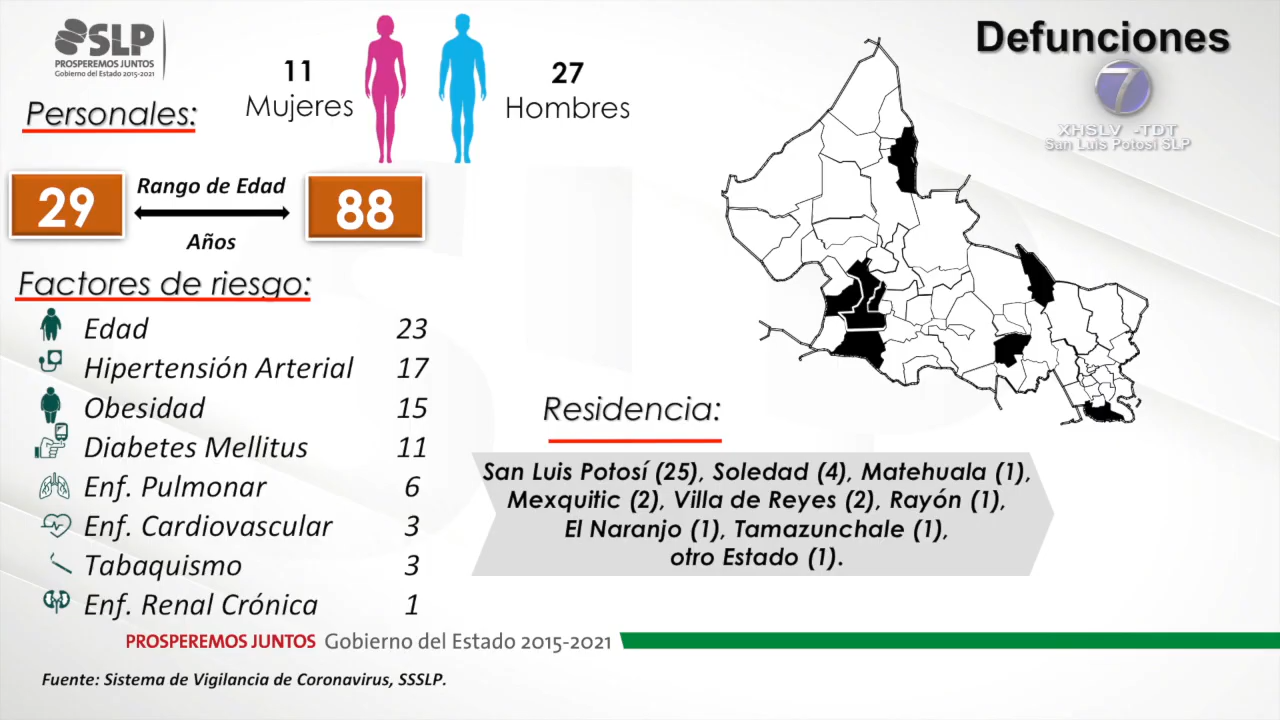 SLP
PROSPEREMOS JUNTOS
Gobierno del Estado 2015-2021
Defunciones
7
XHSLV -TDT
San Luis Potosí SLP
11
Mujeres
27
Hombres
Personales:
29
Rango de Edad
Años
88
Factores de riesgo:
Edad 23
Hipertensión Arterial 17
Obesidad 15
Diabetes Mellitus 11
Enf. Pulmonar 6
Enf. Cardiovascular 3
Tabaquismo 3
Enf. Renal Crónica 1
Residencia:
San Luis Potosí (25), Soledad (4), Matehuala (1),
Mexquitic (2), Villa de Reyes (2), Rayón (1),
El Naranjo (1), Tamazunchale (1),
otro Estado (1).
PROSPEREMOS JUNTOS Gobierno del Estado 2015-2021
Fuente: Sistema de Vigilancia de Coronavirus, SSSLP.